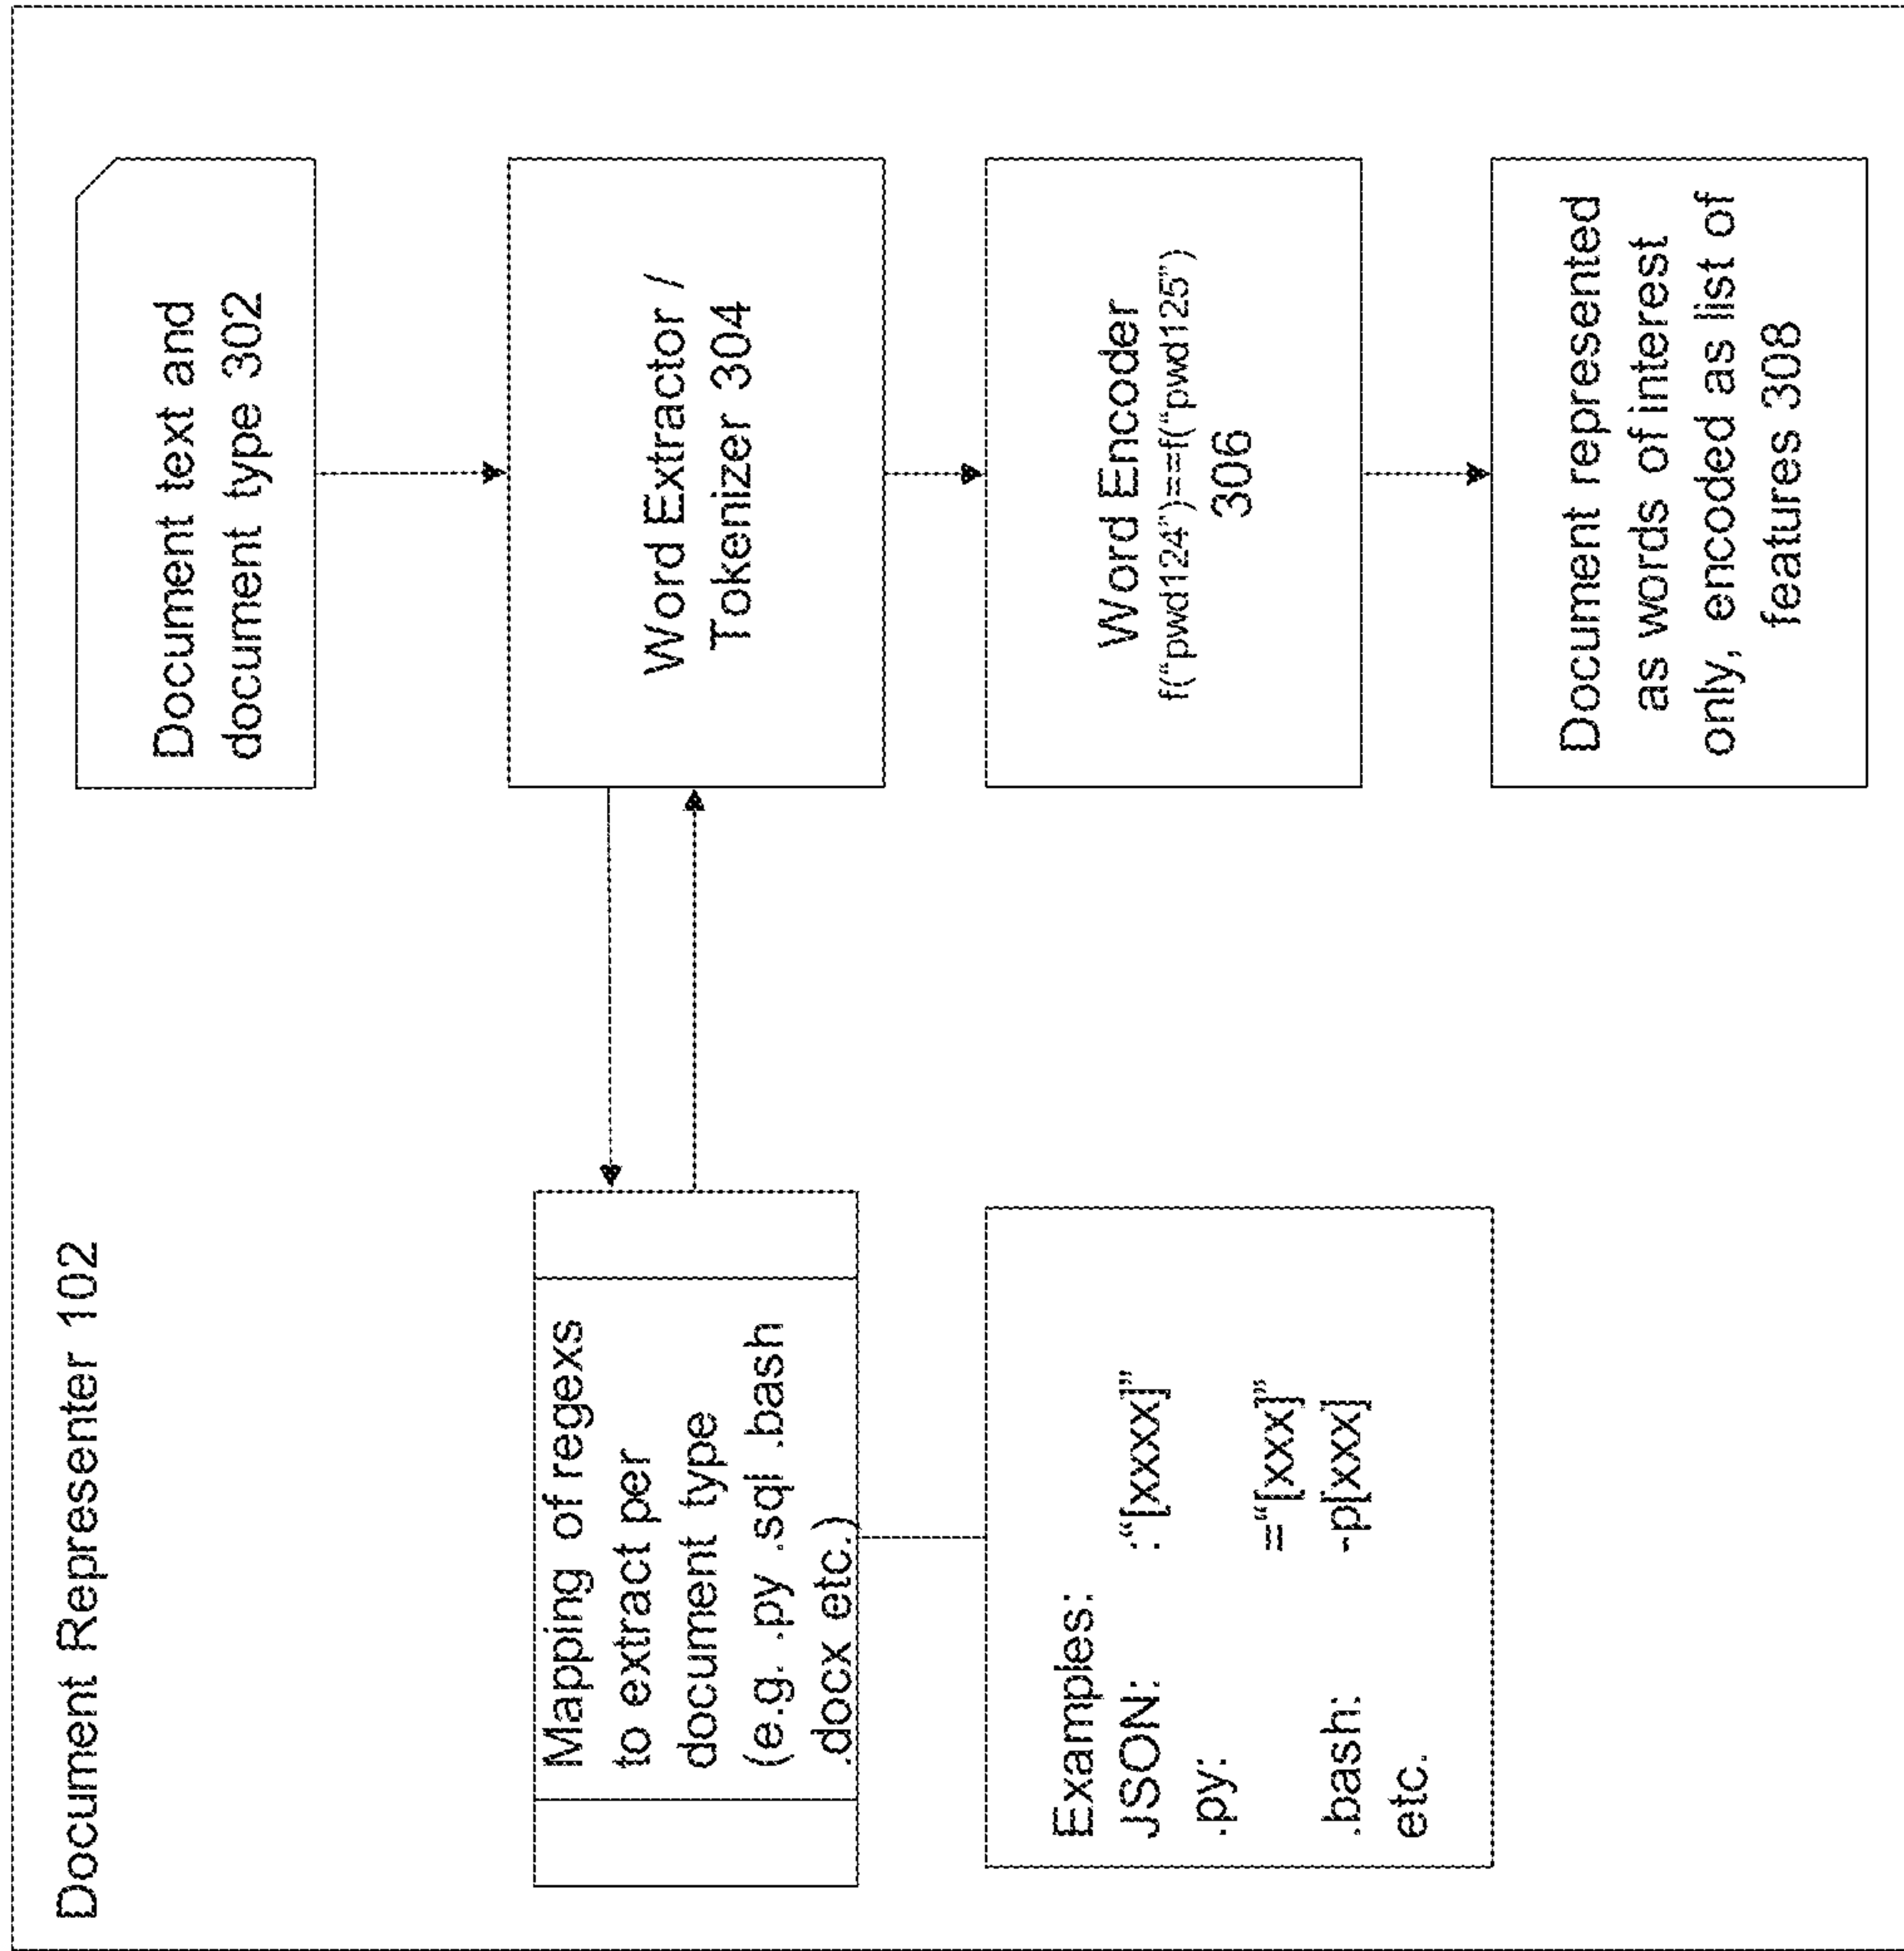 Document Representer 102
Document text and
document type 302
Mapping of regexs
to extract per
document type
(e.g. .py .sql .bash
.docx etc.)
Word Extractor /
Tokenizer 304
Examples:
JSON: :“[xxxx]”
.py:
=“[xxx]”
.bash: -p[xxx]
etc.
Word Encoder
f(“pwd124”)==f(“pwd125”)
306
Document represented
as words of interest
only, encoded as list of
features 308